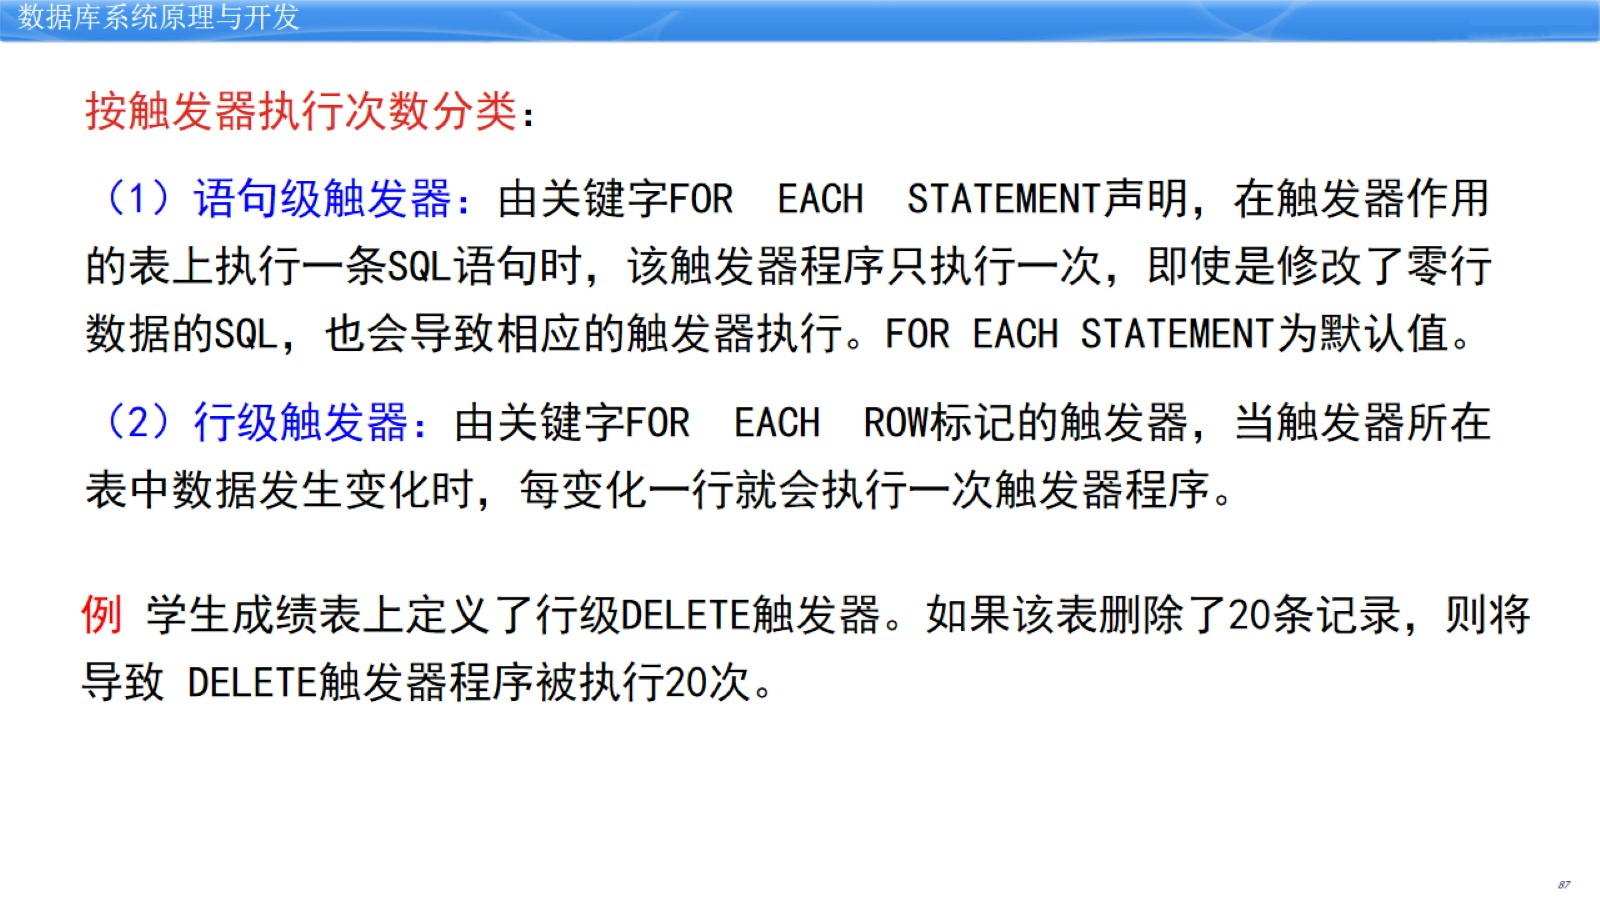 数据库系统原理与开发
按触发器执行次数分类：
（1）语句级触发器：由关键字FOR EACH STATEMENT声明，在触发器作用
的表上执行一条SQL语句时，该触发器程序只执行一次，即使是修改了零行
数据的SQL，也会导致相应的触发器执行。FOR EACH STATEMENT为默认值。
（2）行级触发器：由关键字FOR EACH ROW标记的触发器，当触发器所在
表中数据发生变化时，每变化一行就会执行一次触发器程序。
例 学生成绩表上定义了行级DELETE触发器。如果该表删除了20条记录，则将
导致 DELETE触发器程序被执行20次。
87